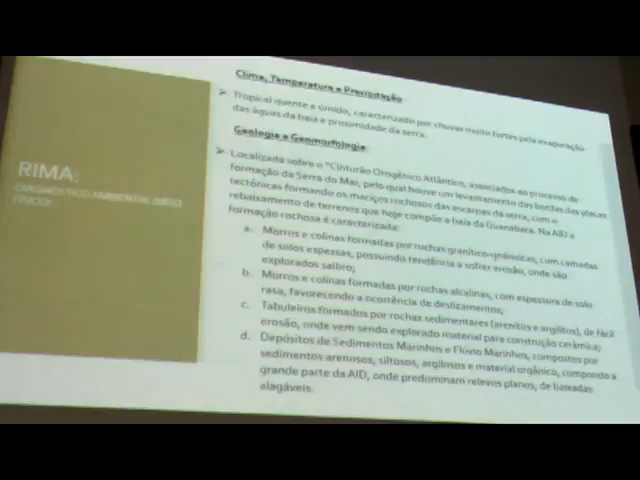 RIMA:
DIAGNÓSTICO AMBIENTAL (MEIO
FÍSICO)
Clima, Temperatura e Precipitação
➢ Tropical quente e úmido, caracterizado por chuvas muito fortes pela evaporação
das águas da baía e proximidade da serra.
Geologia e Geomorfologia
➢ Localizada sobre o "Cinturão Orogênico Atlântico, associados ao processo de
formação da Serra do Mar, pelo qual houve um levantamento das bordas das placas
tectônicas formando os maciços rochosos das escarpas da serra, com o
rebaixamento de terrenos que hoje compõe a baía da Guanabara. Na AID a
formação rochosa é caracterizada:
a. Morros e colinas formadas por rochas granítico-gnáissicas, com camadas
de solos espessas, possuindo tendência a sofrer erosão, onde são
explorados saibro;
b. Morros e colinas formadas por rochas alcalinas, com espessura de solo
rasa, favorecendo a ocorrência de deslizamentos;
c. Tabuleiros formados por rochas sedimentares (arenitos e argilitos), de fácil
erosão, onde vem sendo explorado material para construção cerâmica;
d. Depósitos de Sedimentos Marinhos e Flúvio Marinhos, compostos por
sedimentos arenosos, siltosos, argilosos e material orgânico, compondo a
grande parte da AID, onde predominam relevos planos, de baixadas
alagáveis.